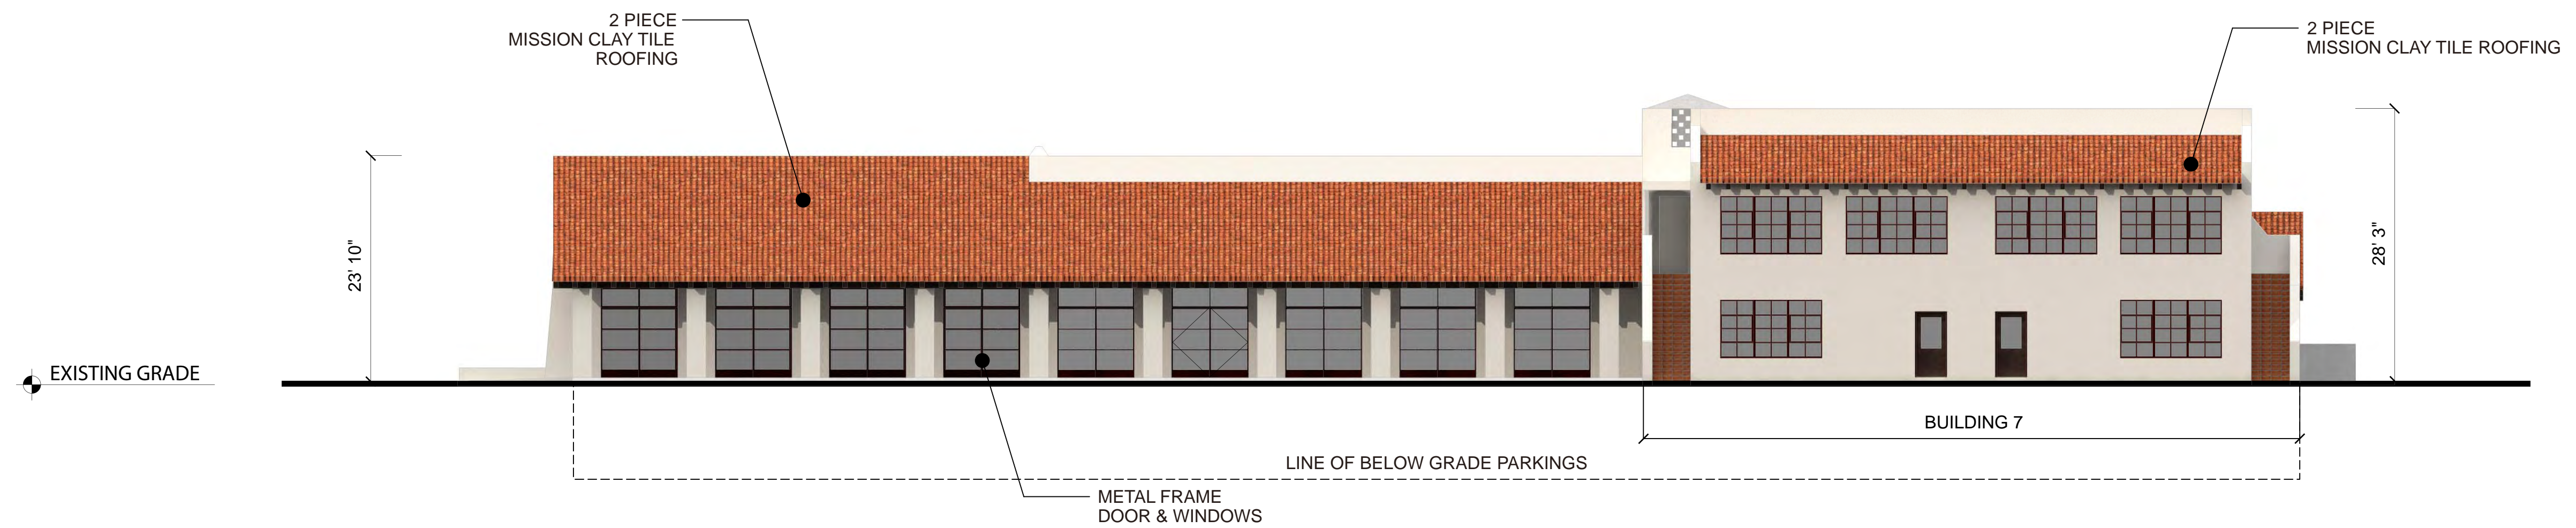 2 PIECE
MISSION CLAY TILE
ROOFING
2 PIECE
MISSION CLAY TILE ROOFING
23' 10"
28' 3"
EXISTING GRADE
BUILDING 7
LINE OF BELOW GRADE PARKINGS
METAL FRAME
DOOR & WINDOWS